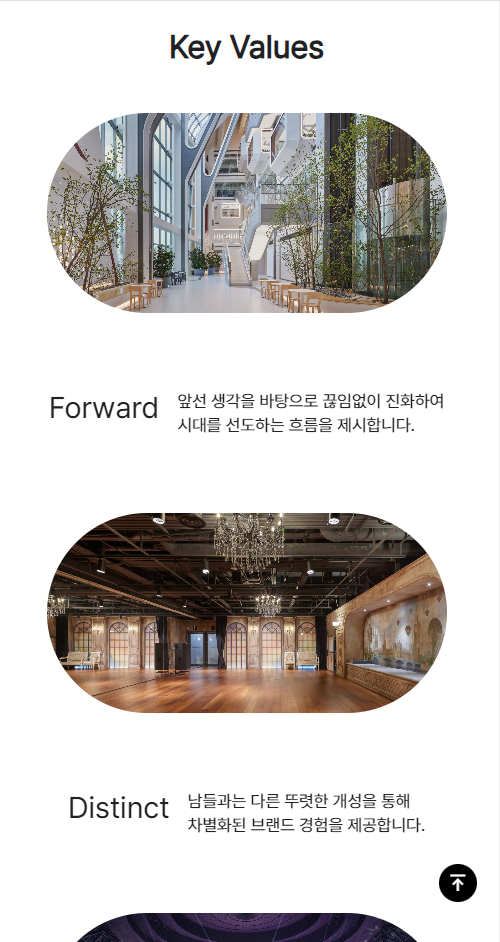 Key Values
Forward
앞선 생각을 바탕으로 끊임없이 진화하여
시대를 선도하는 흐름을 제시합니다.
Distinct
남들과는 다른 뚜렷한 개성을 통해
차별화된 브랜드 경험을 제공합니다.